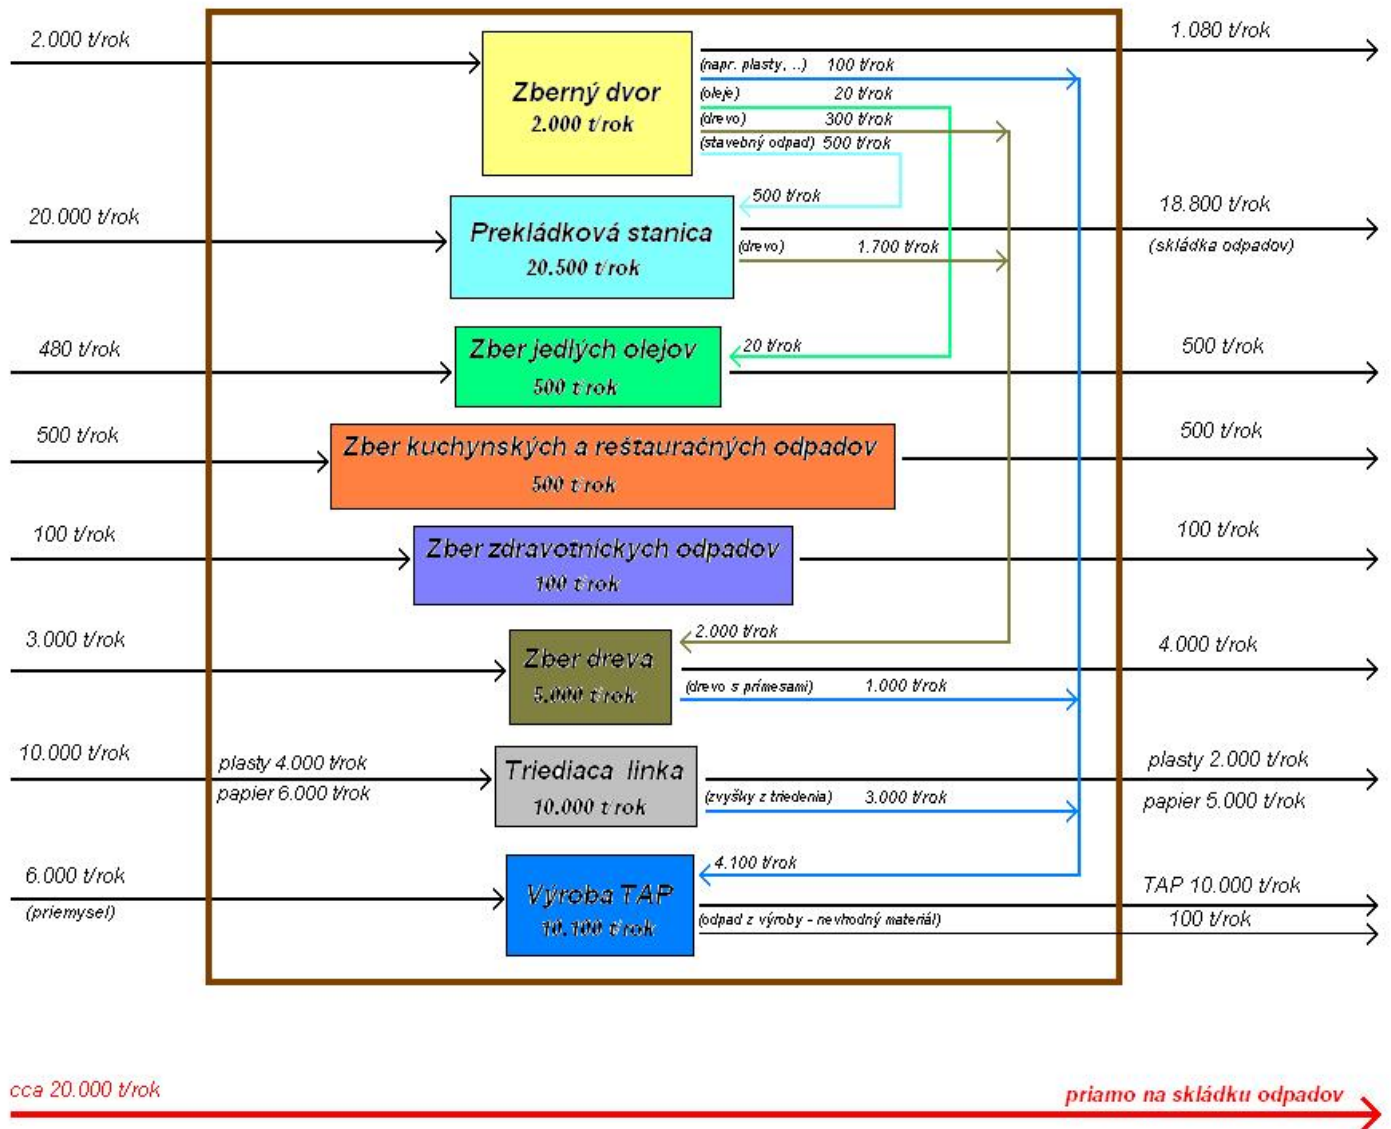 2.000 t/rok
Zberný dvor
2.000 t/rok
1.080 t/rok
(napr. plasty, ..) 100 t/rok
(oleje) 20 t/rok
(drevo) 300 t/rok
(stavebný odpad) 500 t/rok
500 t/rok
20.000 t/rok
Prekládková stanica
20.500 t/rok
18.800 t/rok
(skládka odpadov)
(drevo) 1.700 t/rok
480 t/rok
Zber jedlých olejov
500 t/rok
20 t/rok
500 t/rok
500 t/rok
Zber kuchynských a reštauračných odpadov
500 t/rok
500 t/rok
100 t/rok
Zber zdravotníckych odpadov
100 t/rok
100 t/rok
3.000 t/rok
Zber dreva
5.000 t/rok
2.000 t/rok
4.000 t/rok
(drevo s prímesami) 1.000 t/rok
10.000 t/rok
plasty 4.000 t/rok
papier 6.000 t/rok
Triediaca linka
10.000 t/rok
plasty 2.000 t/rok
papier 5.000 t/rok
(zvyšky z triedenia) 3.000 t/rok
6.000 t/rok
(priemysel)
Výroba TAP
10.100 t/rok
4.100 t/rok
TAP 10.000 t/rok
(odpad z výroby - nevhodný materiál)
100 t/rok
cca 20.000 t/rok
priamo na skládku odpadov